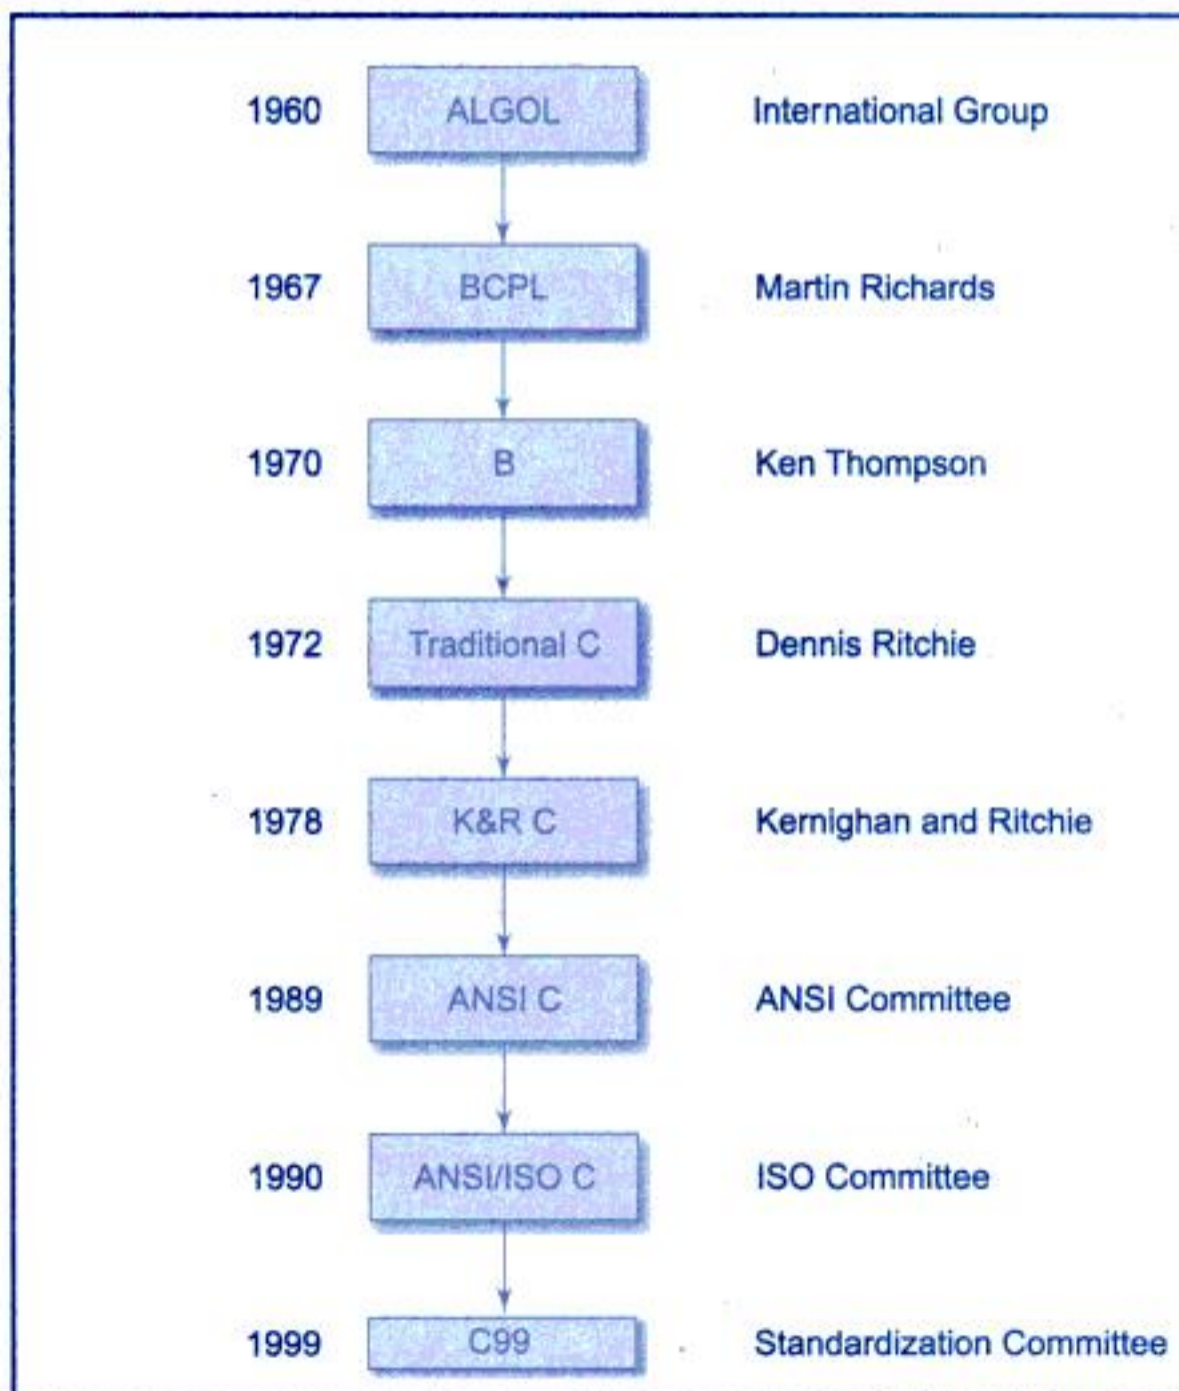 1960 ALGOL International Group
1967 BCPL Martin Richards
1970 B Ken Thompson
1972 Traditional C Dennis Ritchie
1978 K&R C Kernighan and Ritchie
1989 ANSI C ANSI Committee
1990 ANSI/ISO C ISO Committee
1999 C99 Standardization Committee